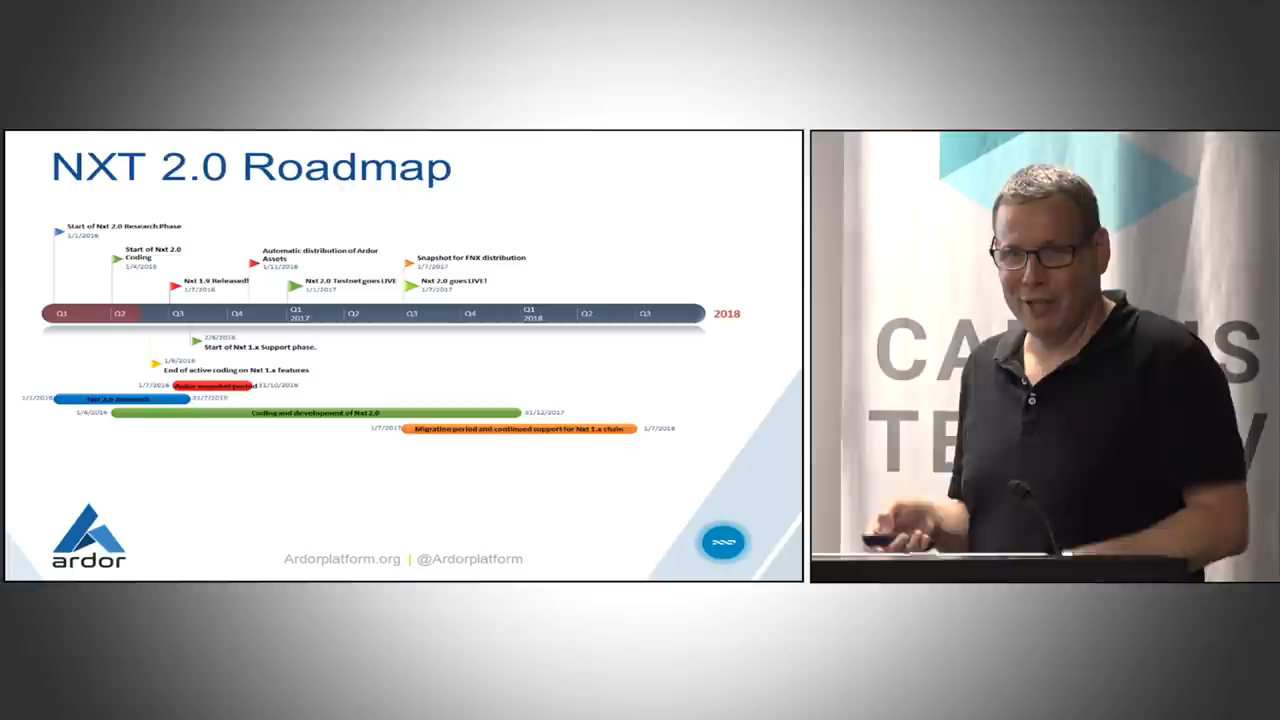 NXT 2.0 Roadmap
Start of Nxt 2.0 Research Phase
1/1/2016
Start of Nxt 2.0
Coding
1/4/2016
Nxt 1.9 Released!
1/7/2016
Automatic distribution of Ardor
Assets
1/11/2016
Nxt 2.0 Testnet goes LIVE
1/1/2017
Snapshot for FNX distribution
1/7/2017
Nxt 2.0 goes LIVE!
1/7/2017
Q1 Q2 Q3 Q4 Q1 Q2 Q3 Q4 Q1 Q2 Q3 2018
2017 2018
2/8/2016
Start of Nxt 1.x Support phase.
1/6/2016
End of active coding on Nxt 1.x features
1/7/2016 Ardor snapshot period 31/10/2016
1/1/2016 Nxt 2.0 Research 31/7/2016
1/4/2016 Coding and development of Nxt 2.0 31/12/2017
1/7/2017 Migration period and continued support for Nxt 1.x chain 1/7/2018
ardor
Ardorplatform.org | @Ardorplatform
CA S
TE V